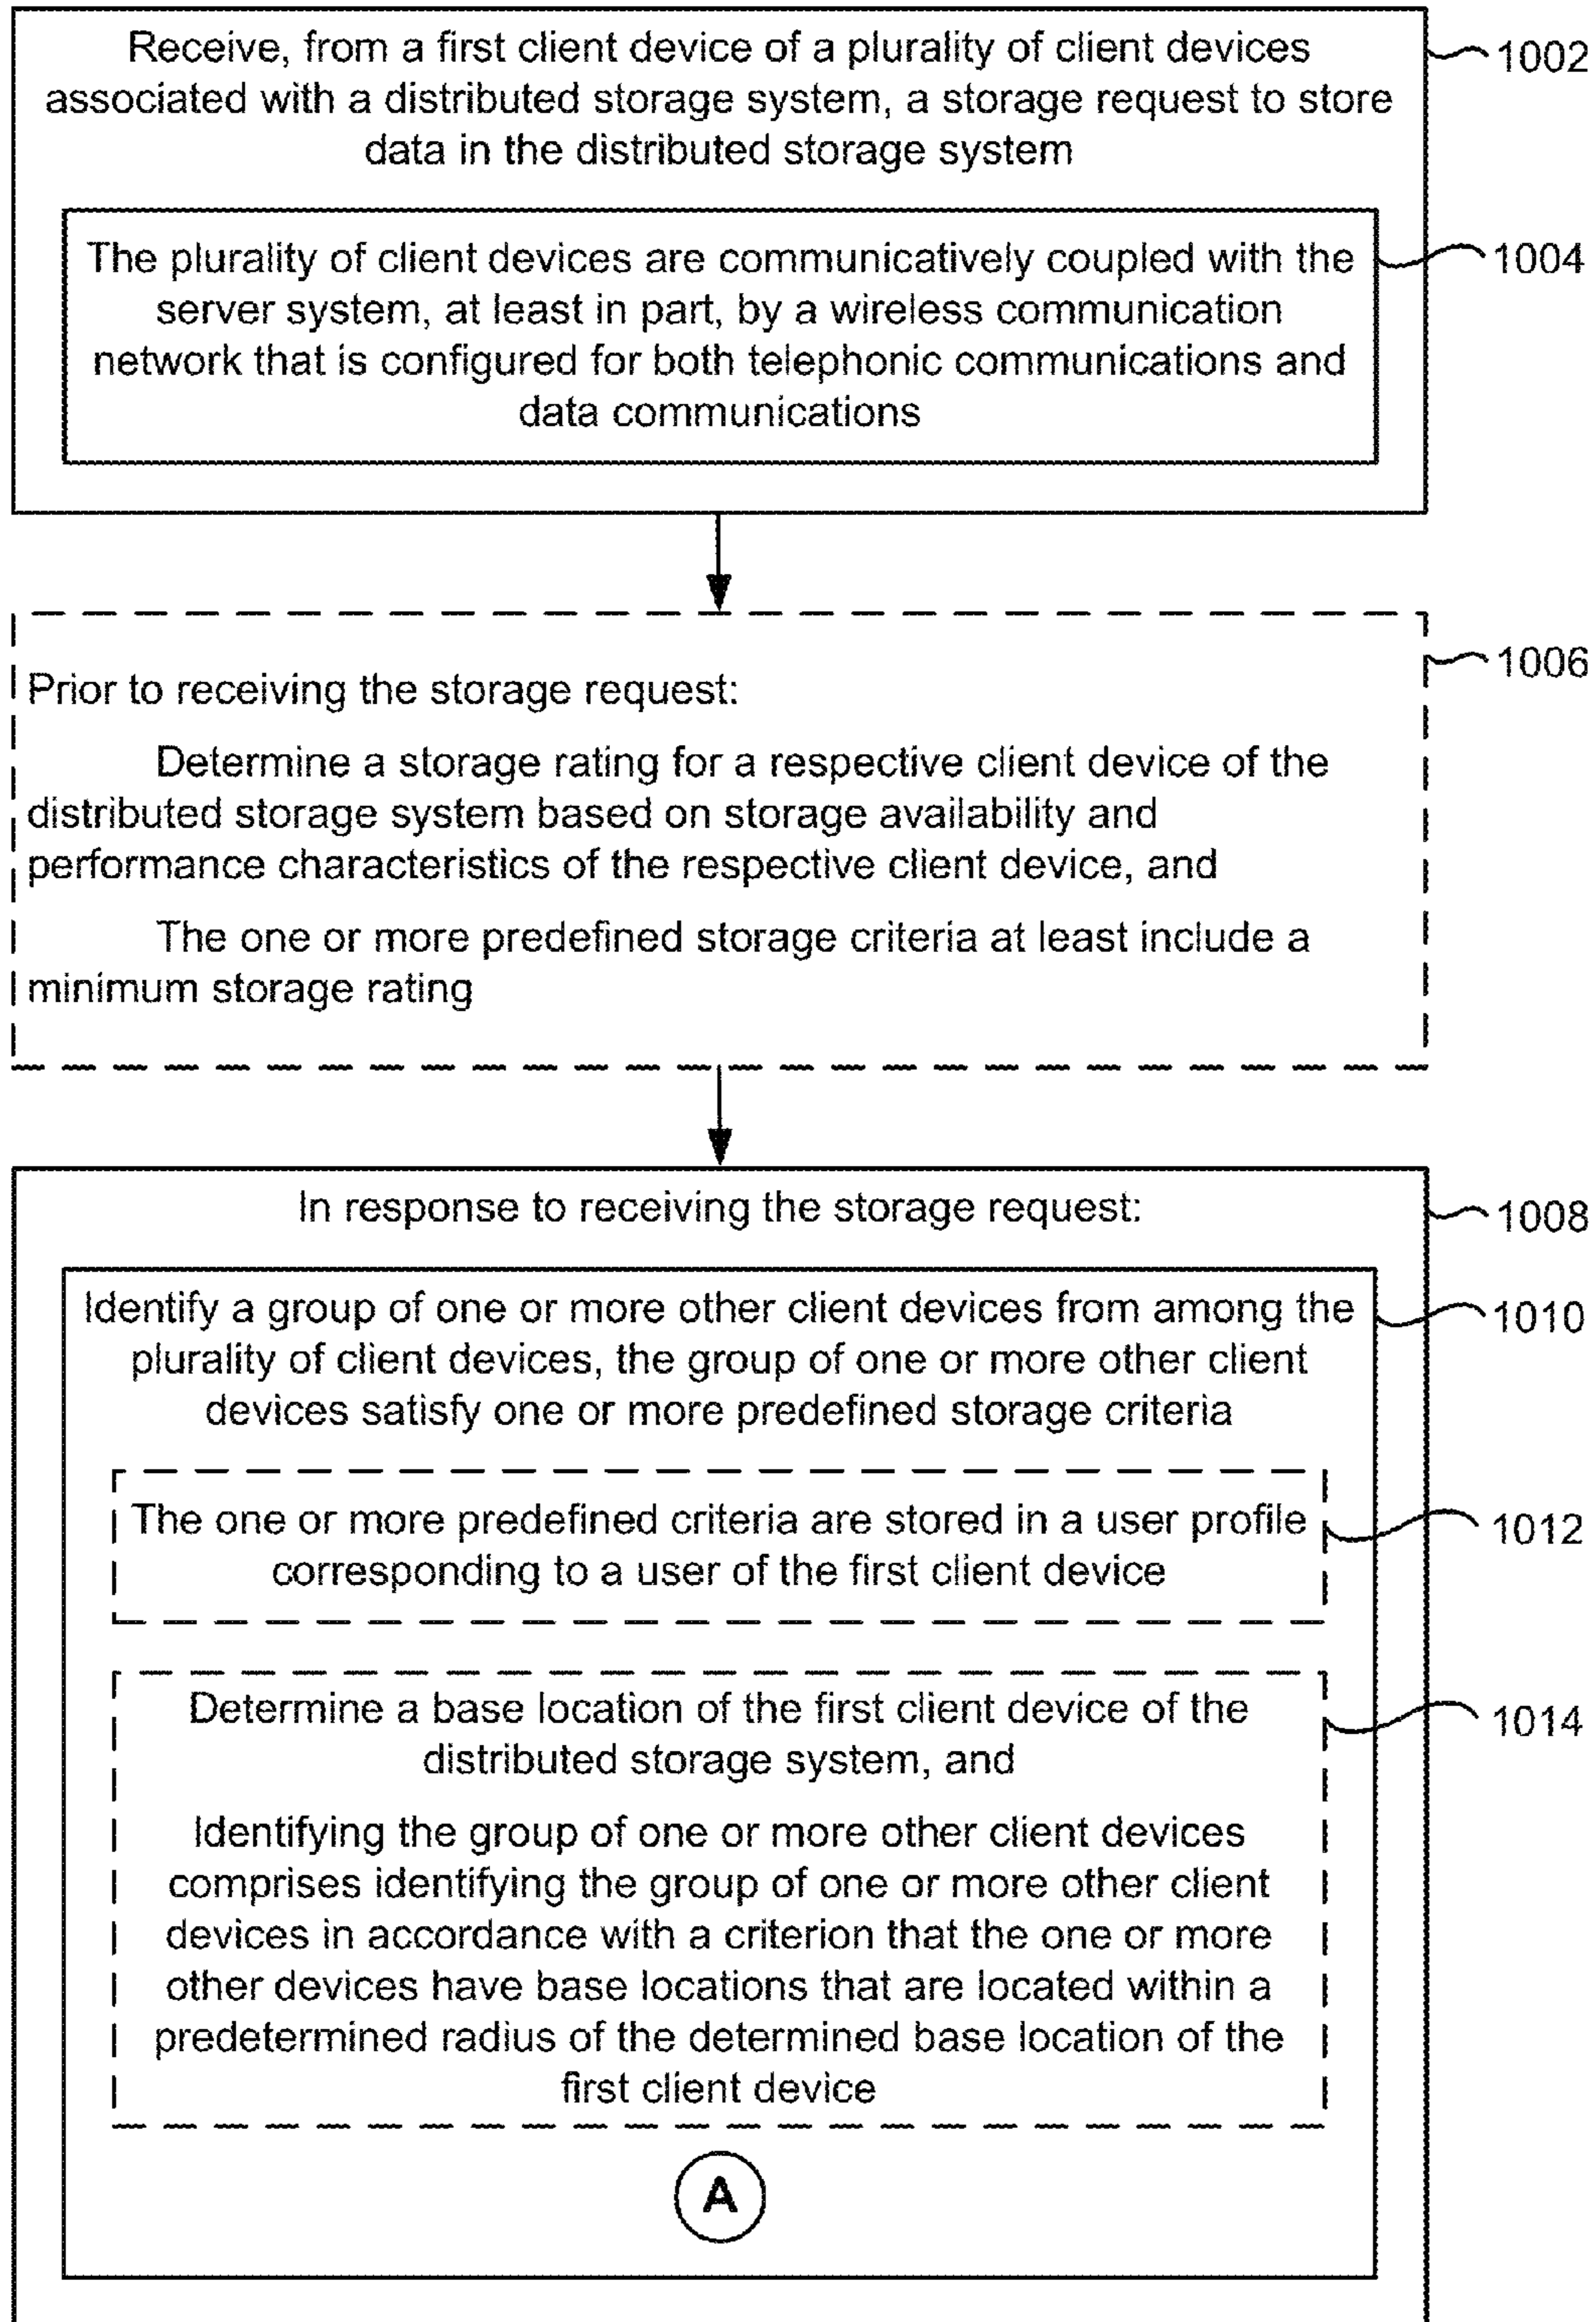 Receive, from a first client device of a plurality of client devices
associated with a distributed storage system, a storage request to store
data in the distributed storage system
1002
The plurality of client devices are communicatively coupled with the
server system, at least in part, by a wireless communication
network that is configured for both telephonic communications and
data communications
1004
Prior to receiving the storage request:
Determine a storage rating for a respective client device of the
distributed storage system based on storage availability and
performance characteristics of the respective client device, and
The one or more predefined storage criteria at least include a
minimum storage rating
1006
In response to receiving the storage request:
1008
Identify a group of one or more other client devices from among the
plurality of client devices, the group of one or more other client
devices satisfy one or more predefined storage criteria
1010
The one or more predefined criteria are stored in a user profile
corresponding to a user of the first client device
1012
Determine a base location of the first client device of the
distributed storage system, and
Identifying the group of one or more other client devices
comprises identifying the group of one or more other client
devices in accordance with a criterion that the one or more
other devices have base locations that are located within a
predetermined radius of the determined base location of the
first client device
1014
A